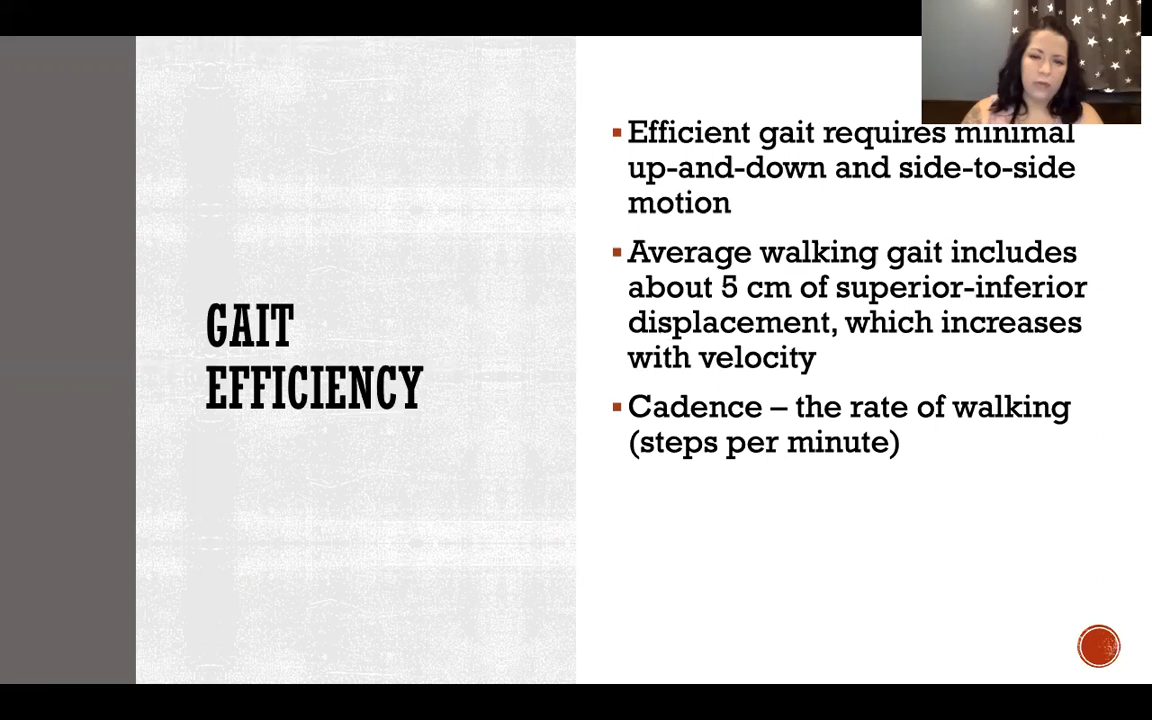 GAIT
EFFICIENCY
▪ Efficient gait requires minimal
up-and-down and side-to-side
motion
▪ Average walking gait includes
about 5 cm of superior-inferior
displacement, which increases
with velocity
▪ Cadence – the rate of walking
(steps per minute)